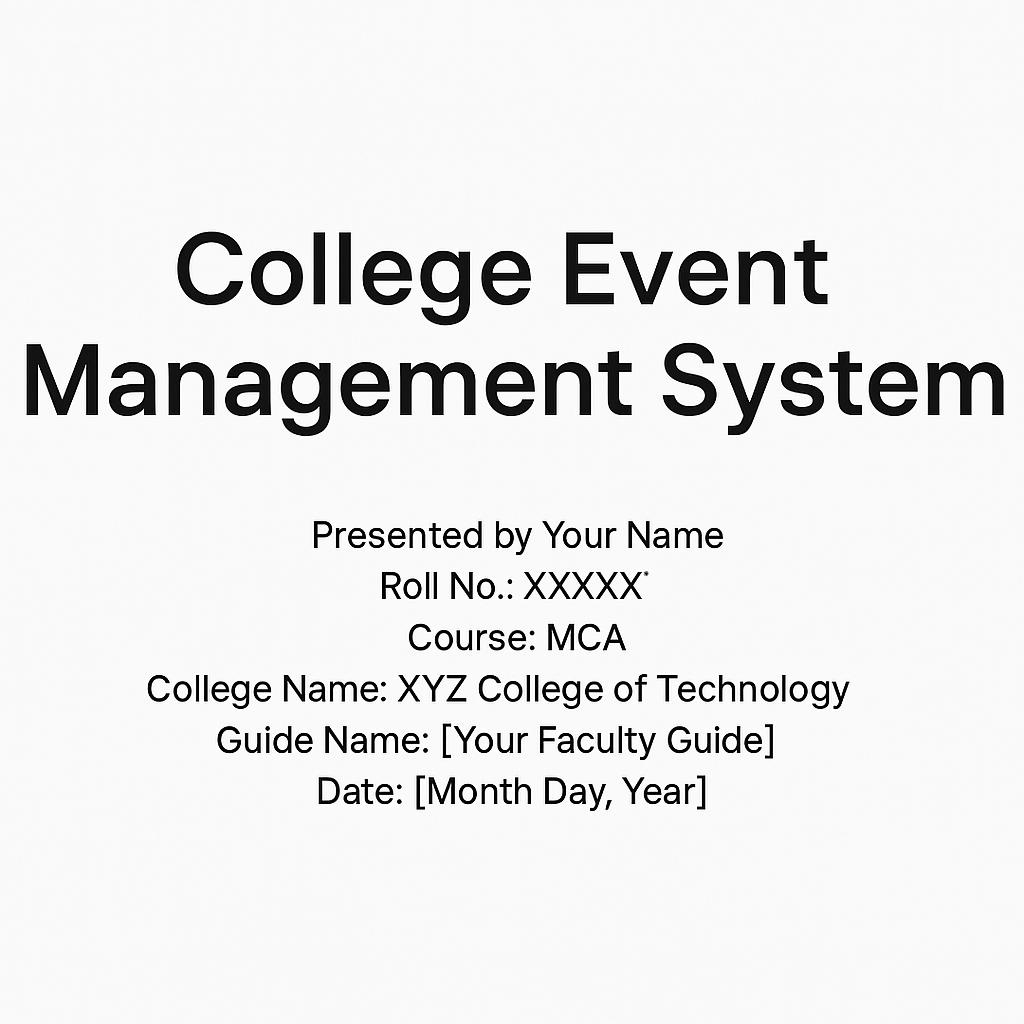 College Event
Management System
Presented by Your Name
Roll No.: XXXXX*
Course: MCA
College Name: XYZ College of Technology
Guide Name: [Your Faculty Guide]
Date: [Month Day, Year]